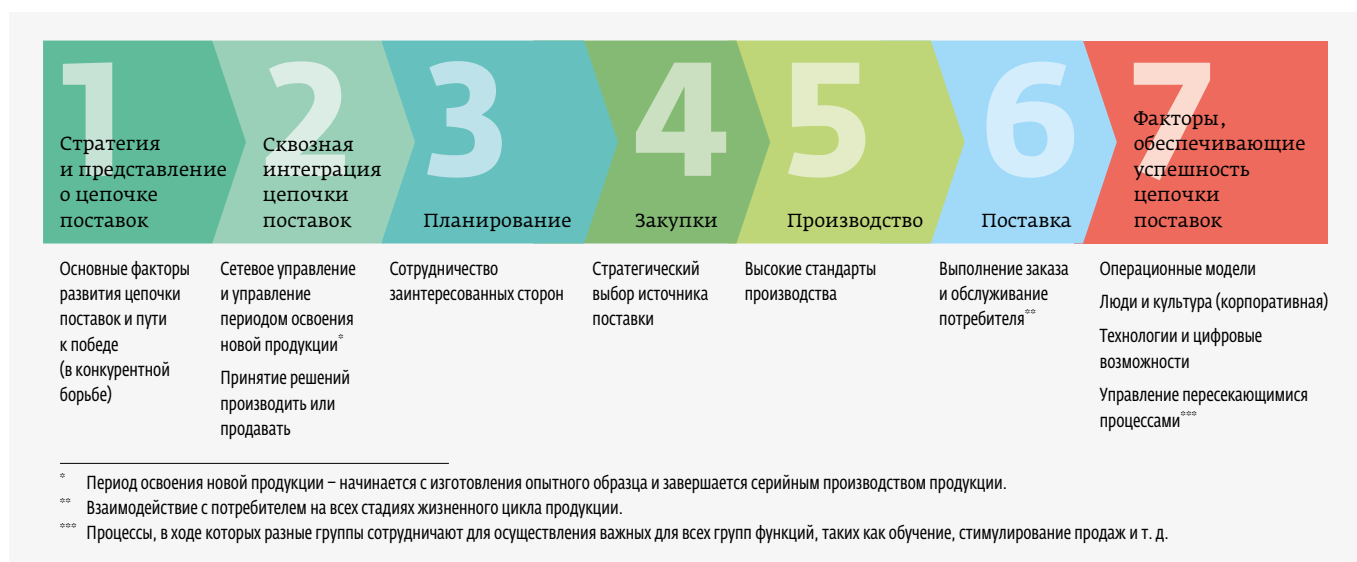 1
Стратегия
и представление
о цепочке
поставок
2
Сквозная
интеграция
цепочки
поставок
3
Планирование
4
Закупки
5
Производство
6
Поставка
7
Факторы,
обеспечивающие
успешность
цепочки
поставок
Основные факторы
развития цепочки
поставок и пути
к победе
(в конкурентной
борьбе)
Сетевое управление
и управление
периодом освоения
новой продукции*
Принятие решений
производить или
продавать
Сотрудничество
заинтересованных сторон
Стратегический
выбор источника
поставки
Высокие стандарты
производства
Выполнение заказа
и обслуживание
потребителя**
Операционные модели
Люди и культура (корпоративная)
Технологии и цифровые
возможности
Управление пересекающимися
процессами***
* Период освоения новой продукции – начинается с изготовления опытного образца и завершается серийным производством продукции.
** Взаимодействие с потребителем на всех стадиях жизненного цикла продукции.
*** Процессы, в ходе которых разные группы сотрудничают для осуществления важных для всех групп функций, таких как обучение, стимулирование продаж и т. д.